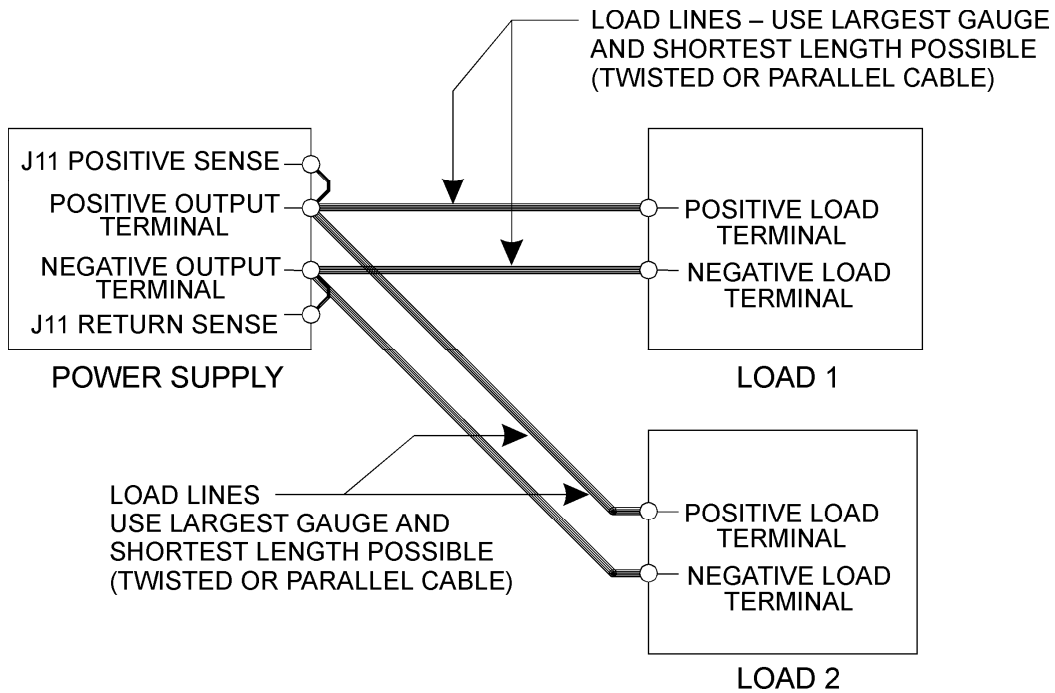 LOAD LINES – USE LARGEST GAUGE
AND SHORTEST LENGTH POSSIBLE
(TWISTED OR PARALLEL CABLE)
J11 POSITIVE SENSE
POSITIVE OUTPUT
TERMINAL
NEGATIVE OUTPUT
TERMINAL
J11 RETURN SENSE
POWER SUPPLY
POSITIVE LOAD
TERMINAL
NEGATIVE LOAD
TERMINAL
LOAD 1
LOAD LINES
USE LARGEST GAUGE AND
SHORTEST LENGTH POSSIBLE
(TWISTED OR PARALLEL CABLE)
POSITIVE LOAD
TERMINAL
NEGATIVE LOAD
TERMINAL
LOAD 2